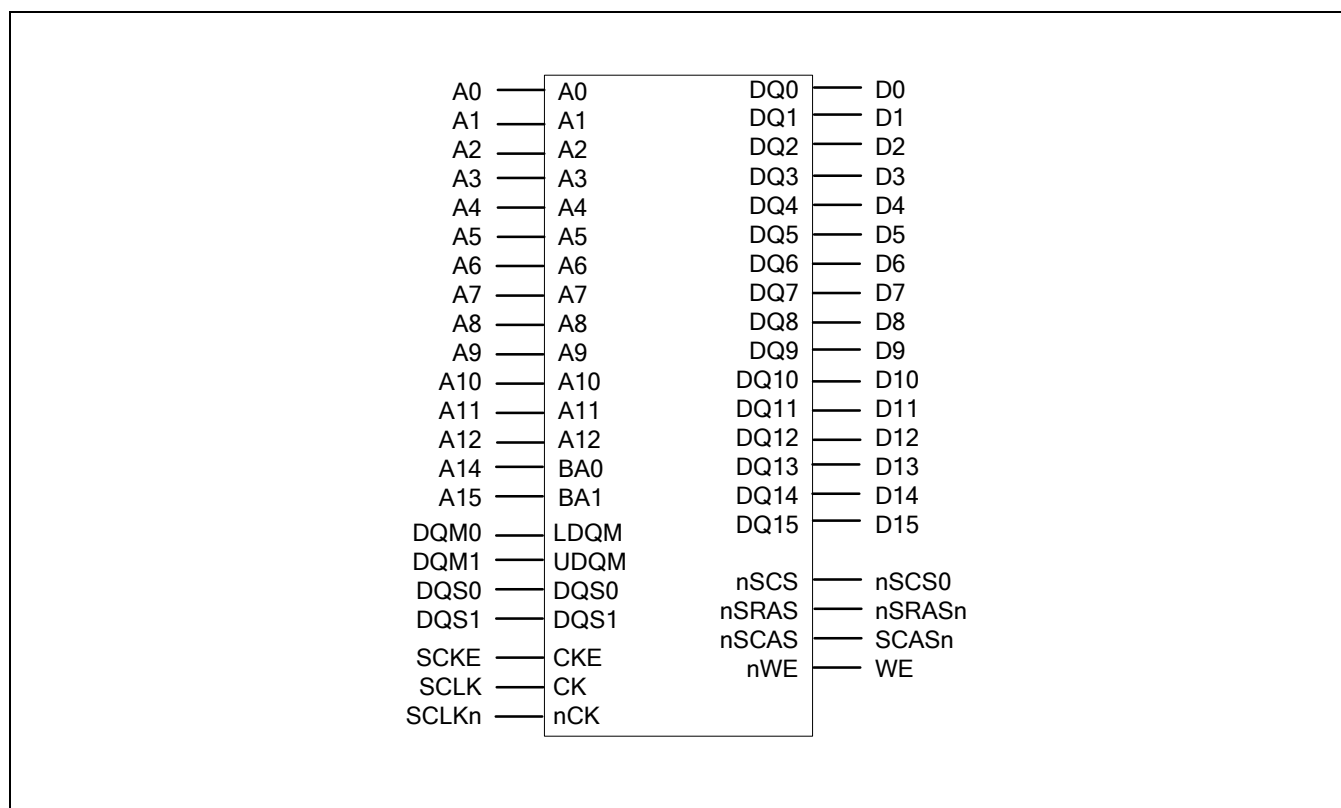 A0 A0 DQ0 D0
A1 A1 DQ1 D1
A2 A2 DQ2 D2
A3 A3 DQ3 D3
A4 A4 DQ4 D4
A5 A5 DQ5 D5
A6 A6 DQ6 D6
A7 A7 DQ7 D7
A8 A8 DQ8 D8
A9 A9 DQ9 D9
A10 A10 DQ10 D10
A11 A11 DQ11 D11
A12 A12 DQ12 D12
A14 BA0 DQ13 D13
A15 BA1 DQ14 D14
DQM0 LDQM DQ15 D15
DQM1 UDQM
DQS0 DQS0 nSCS nSCS0
DQS1 DQS1 nSRAS nSRASn
nSCAS SCASn
SCKE CKE nWE WE
SCLK CK
SCLKn nCK